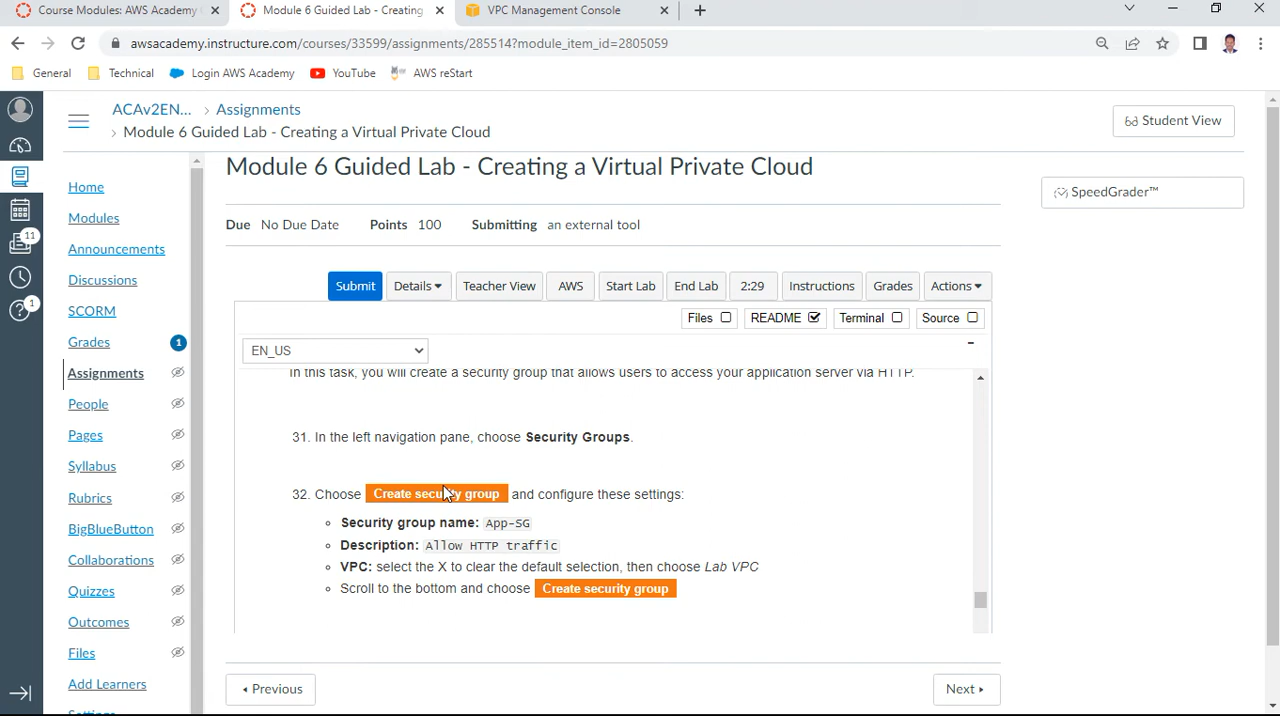 Course Modules: AWS Academy
Module 6 Guided Lab - Creating
VPC Management Console
awsacademy.instructure.com/courses/33599/assignments/285514?module_item_id=2805059
General
Technical
Login AWS Academy
YouTube
AWS reStart
ACAv2EN...
Assignments
Module 6 Guided Lab - Creating a Virtual Private Cloud
Student View
Module 6 Guided Lab - Creating a Virtual Private Cloud
SpeedGrader™
Home
Modules
Announcements
Discussions
SCORM
Grades 1
Assignments
People
Pages
Syllabus
Rubrics
BigBlueButton
Collaborations
Quizzes
Outcomes
Files
Add Learners
Settings
11
1
Due No Due Date Points 100 Submitting an external tool
Submit Details Teacher View AWS Start Lab End Lab 2:29 Instructions Grades Actions
Files README Terminal Source
EN_US
In this task, you will create a security group that allows users to access your application server via HTTP.
31. In the left navigation pane, choose Security Groups.
32. Choose Create security group and configure these settings:
Security group name: App-SG
Description: Allow HTTP traffic
VPC: select the X to clear the default selection, then choose Lab VPC
Scroll to the bottom and choose Create security group
Previous
Next